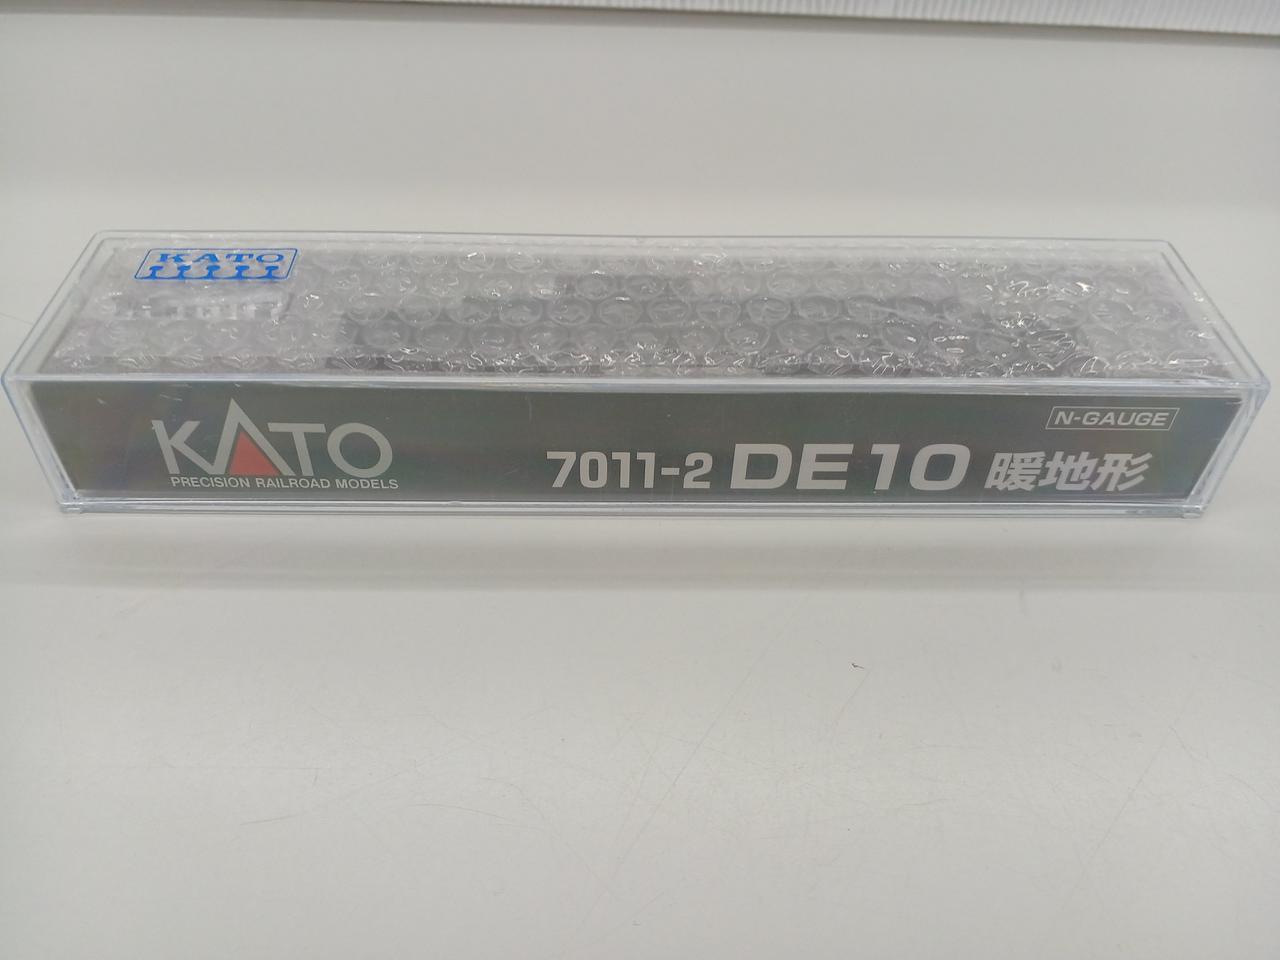 KATO
KATO
PRECISION RAILROAD MODELS
N-GAUGE
7011-2 DE10 暖地形